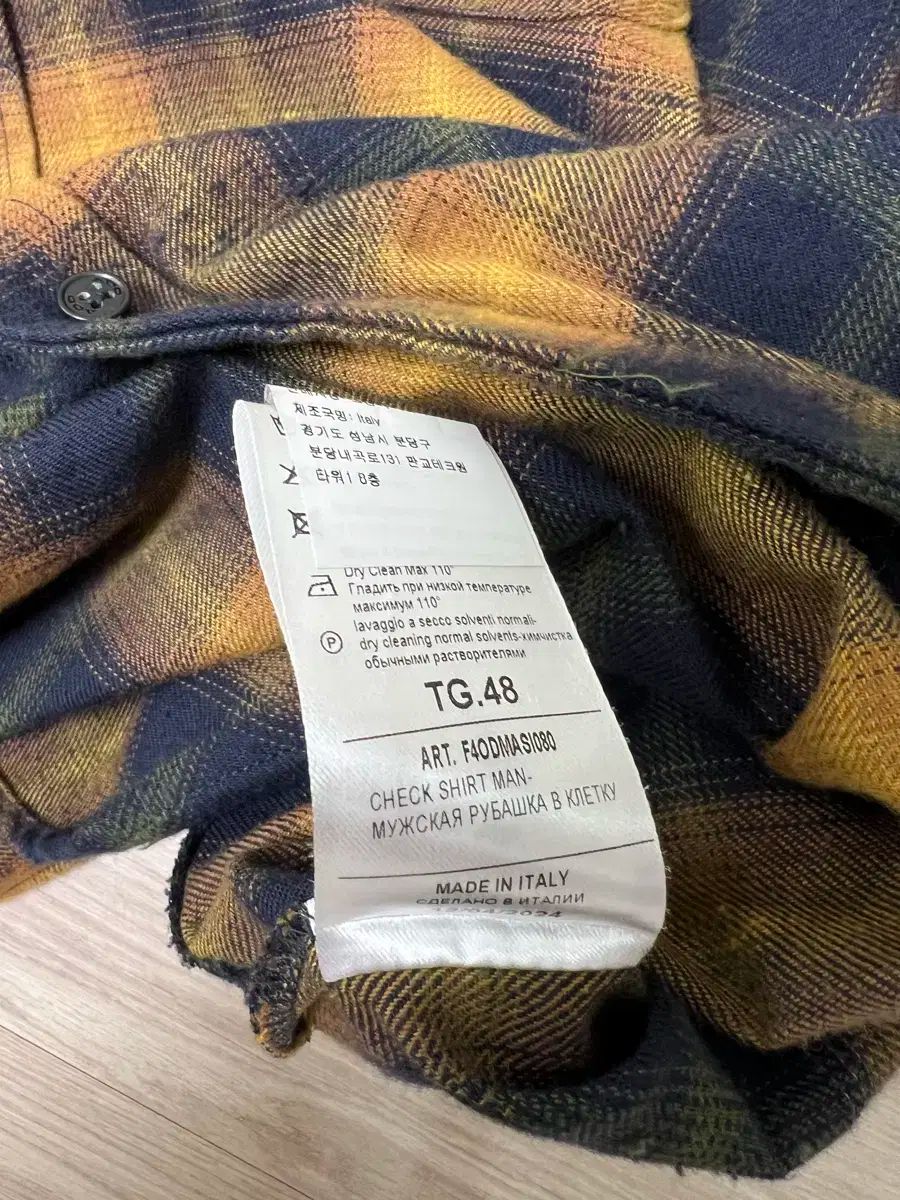 제조국명: Italy
경기도 성남시 분당구
분당내곡로131 판교테크원
타워1 8층
Dry Clean Max 110°
Гладить при низкой температуре
максимум 110°
lavaggio a secco solventi normali-
dry cleaning normal solvents-химчистка
обычными растворителями
P
TG.48
ART. F4ODMASI080
CHECK SHIRT MAN-
МУЖСКАЯ РУБАШКА В КЛЕТКУ
MADE IN ITALY
СДЕЛАНО В ИТАЛИИ